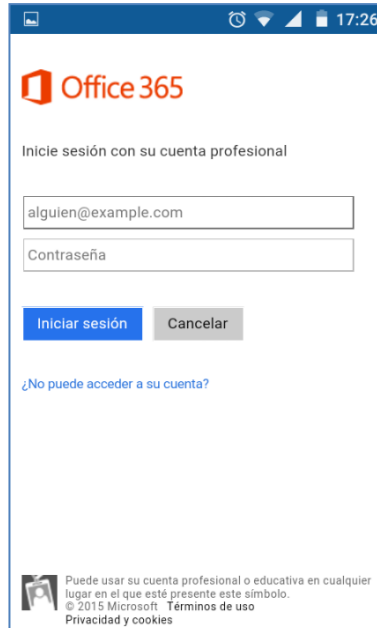 17:26
Office 365
Inicie sesión con su cuenta profesional
alguien@example.com
Contraseña
Iniciar sesión Cancelar
¿No puede acceder a su cuenta?
Puede usar su cuenta profesional o educativa en cualquier
lugar en el que esté presente este símbolo.
© 2015 Microsoft Términos de uso
Privacidad y cookies